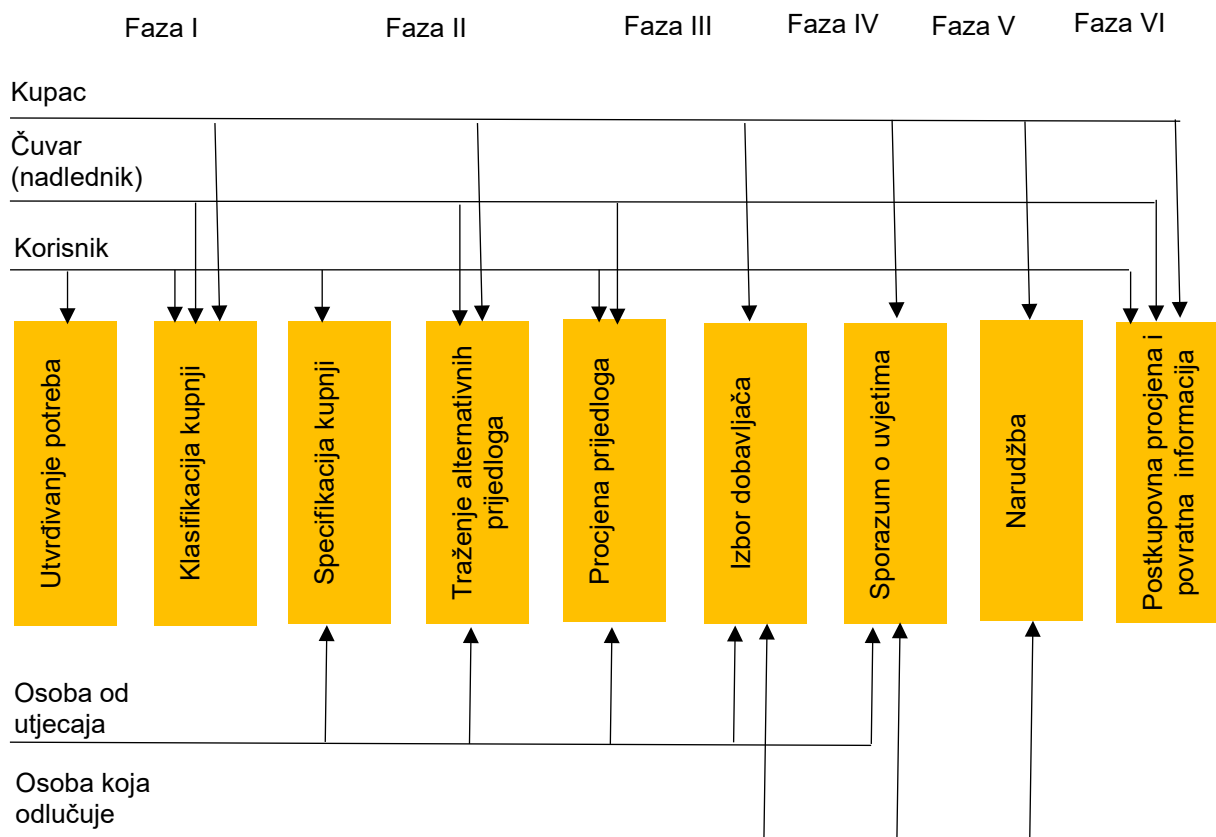 Faza I
Faza II
Faza III
Faza IV
Faza V
Faza VI
Kupac
Čuvar
(nadlednik)
Korisnik
Utvrđivanje potreba
Klasifikacija kupnji
Specifikacija kupnji
Traženje alternativnih
prijedloga
Procjena prijedloga
Izbor dobavljača
Sporazum o uvjetima
Narudžba
Postkupovna procjena i
povratna informacija
Osoba od
utjecaja
Osoba koja
odlučuje